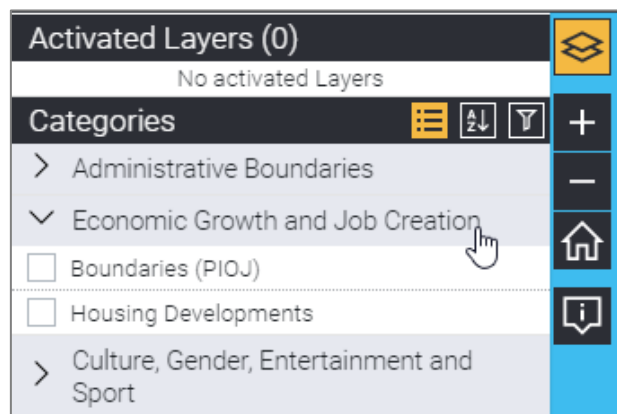 Activated Layers (0)
No activated Layers
Categories
Administrative Boundaries
Economic Growth and Job Creation
Boundaries (PIOJ)
Housing Developments
Culture, Gender, Entertainment and
Sport